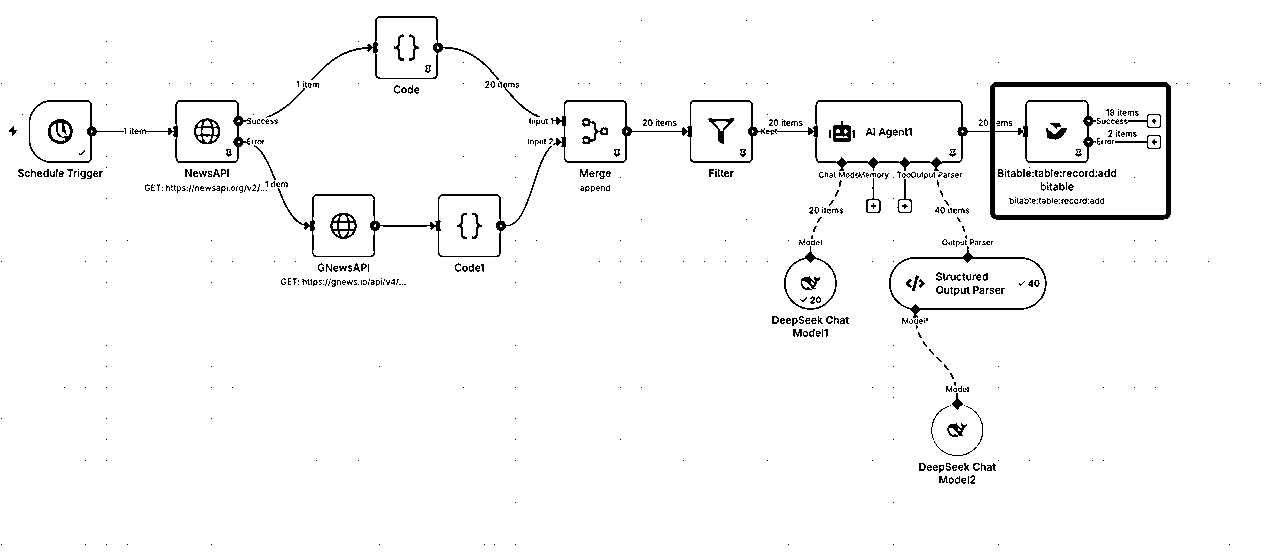 Code
1 item
20 items
Schedule Trigger
1 item
Success
Error
NewsAPI
GET: https://newsapi.org/v2/...
1 item
GNewsAPI
GET: https://gnews.io/api/v4/...
Code1
Input 1
Input 2
Merge
append
20 items
Filter
20 items
Kept
AI Agent1
Chat Model
Memory
Tool
Output Parser
20 items
18 items
Success
2 items
Error
Bitable:table:record:add
bitable
bitable:table:record:add
20 items
40 items
Model
Output Parser
20
DeepSeek Chat
Model1
Structured
Output Parser
40
Model*
Model
DeepSeek Chat
Model2